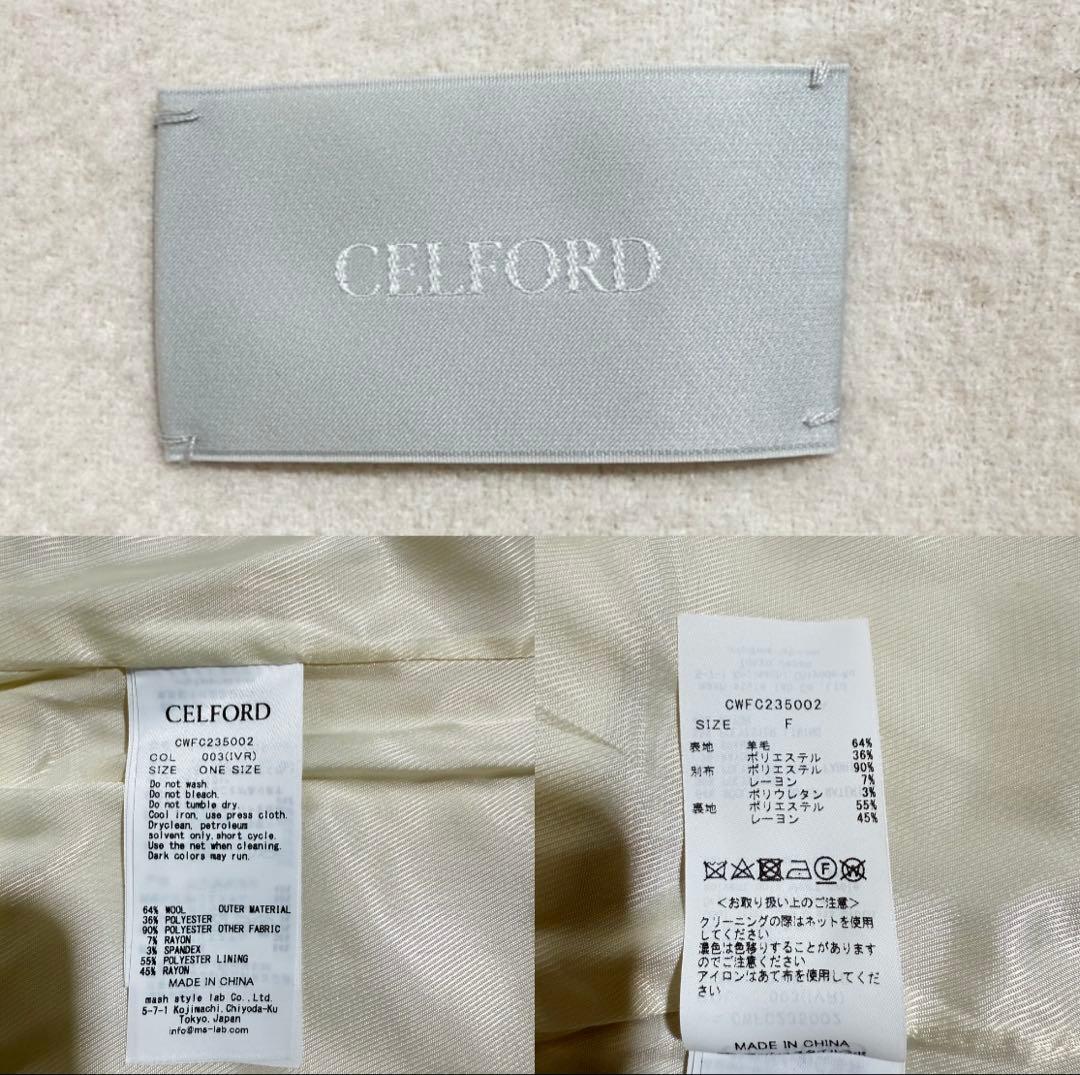 CELFORD
CELFORD
CWFC235002
COL 003(IVR)
SIZE ONE SIZE
Do not wash.
Do not bleach.
Do not tumble dry.
Cool iron, use press cloth.
Dryclean, petroleum
solvent only,short cycle.
Use the net when cleaning.
Dark colors may run.
64% WOOL OUTER MATERIAL
36% POLYESTER
90% POLYESTER OTHER FABRIC
7% RAYON
3% SPANDEX
55% POLYESTER LINING
45% RAYON
MADE IN CHINA
mash style lab Co.,Ltd.
5-7-1 Kojimachi,Chiyoda-Ku
Tokyo,Japan
info@ms-lab.com
CWFC235002
SIZE F
表地 羊毛 64%
ポリエステル 36%
別布 ポリエステル 90%
レーヨン 7%
ポリウレタン 3%
裏地 ポリエステル 55%
レーヨン 45%
<お取り扱い上のご注意>
クリーニングの際はネットを使用
してください
濃色は色移りすることがあります
のでご注意ください
アイロンはあて布を使用してくだ
さい
MADE IN CHINA